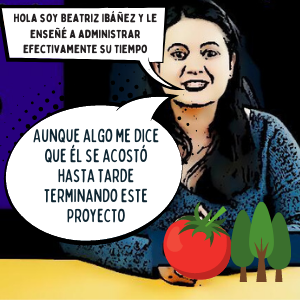 HOLA SOY BEATRIZ IBÁÑEZ Y LE
ENSEÑÉ A ADMINISTRAR
EFECTIVAMENTE SU TIEMPO
AUNQUE ALGO ME DICE
QUE ÉL SE ACOSTÓ
HASTA TARDE
TERMINANDO ESTE
PROYECTO